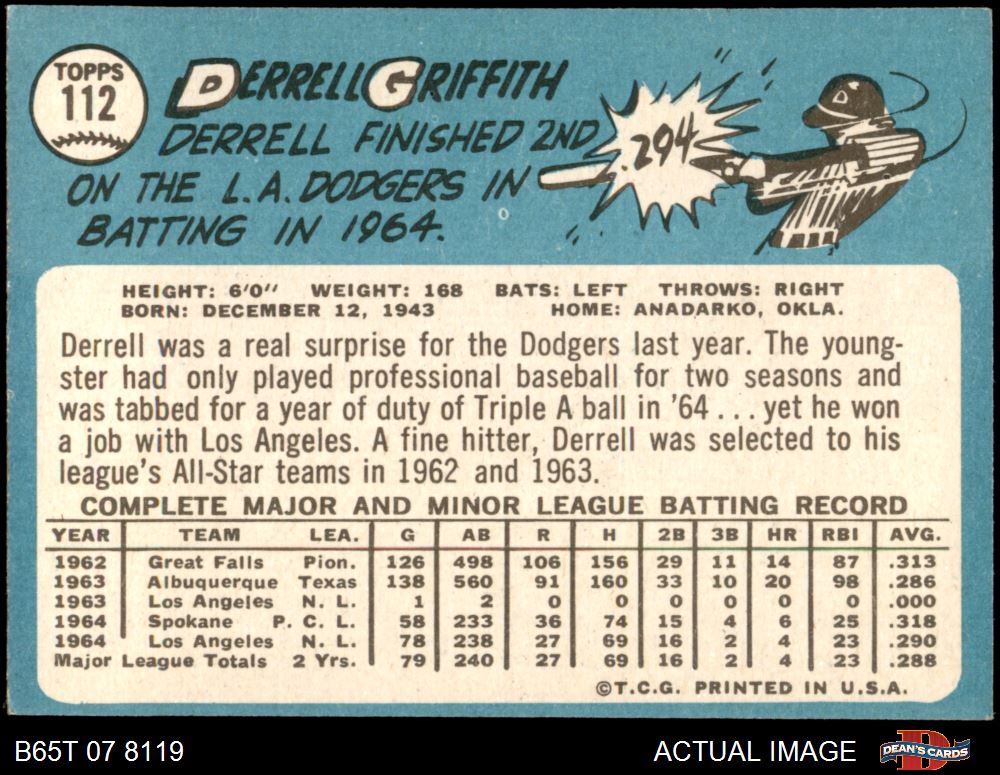 TOPPS
112
DERRELL GRIFFITH
DERRELL FINISHED 2ND
ON THE L.A. DODGERS IN
BATTING IN 1964.
.294
D
HEIGHT: 6'0" WEIGHT: 168 BATS: LEFT THROWS: RIGHT
BORN: DECEMBER 12, 1943 HOME: ANADARKO, OKLA.
Derrell was a real surprise for the Dodgers last year. The young-
ster had only played professional baseball for two seasons and
was tabbed for a year of duty of Triple A ball in '64 . . . yet he won
a job with Los Angeles. A fine hitter, Derrell was selected to his
league's All-Star teams in 1962 and 1963.
COMPLETE MAJOR AND MINOR LEAGUE BATTING RECORD
YEAR TEAM LEA. G AB R H 2B 3B HR RBI AVG.
1962 Great Falls Pion. 126 498 106 156 29 11 14 87 .313
1963 Albuquerque Texas 138 560 91 160 33 10 20 98 .286
1963 Los Angeles N. L. 1 2 0 0 0 0 0 0 .000
1964 Spokane P. C. L. 58 233 36 74 15 4 6 25 .318
1964 Los Angeles N. L. 78 238 27 69 16 2 4 23 .290
Major League Totals 2 Yrs. 79 240 27 69 16 2 4 23 .288
©T.C.G. PRINTED IN U.S.A.
B65T 07 8119 ACTUAL IMAGE DEAN'S CARDS